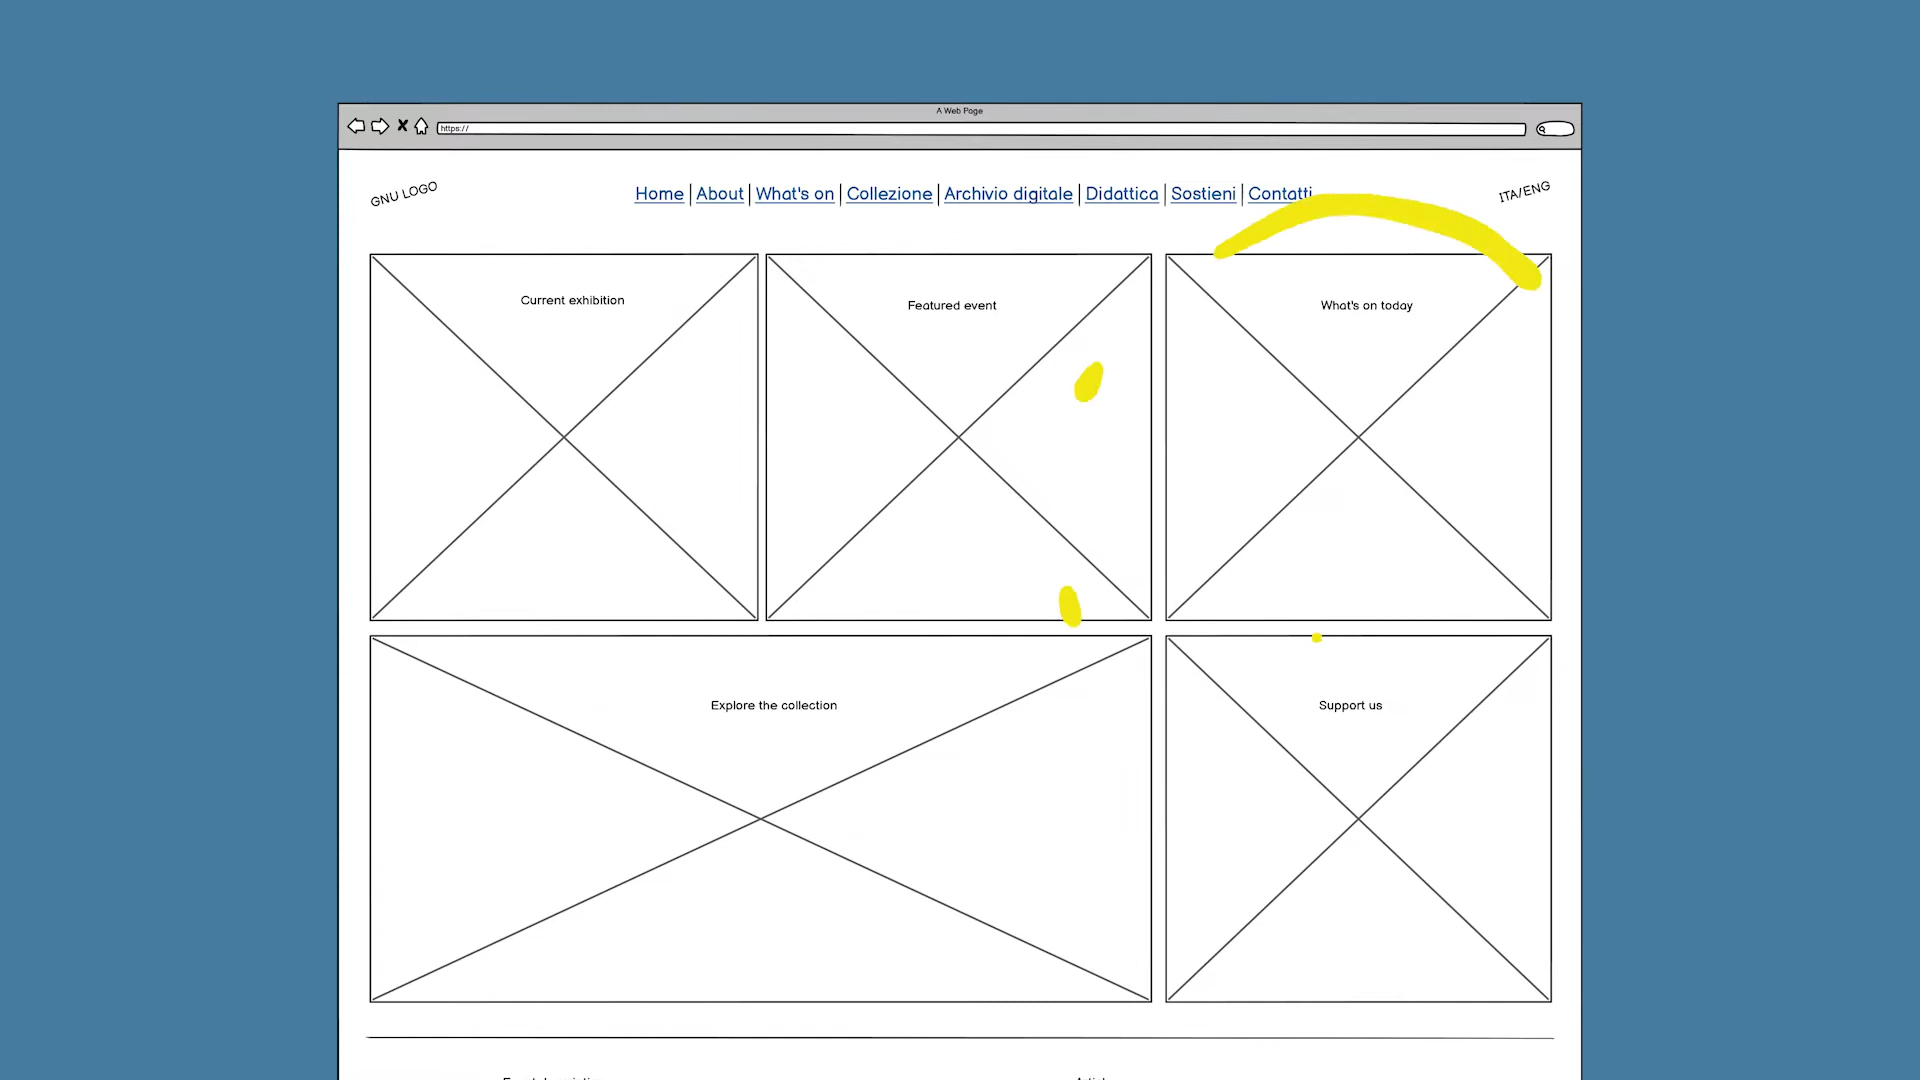 A Web Page
https://
GNU LOGO
Home | About | What's on | Collezione | Archivio digitale | Didattica | Sostieni | Contatti
ITA/ENG
Current exhibition
Featured event
What's on today
Explore the collection
Support us